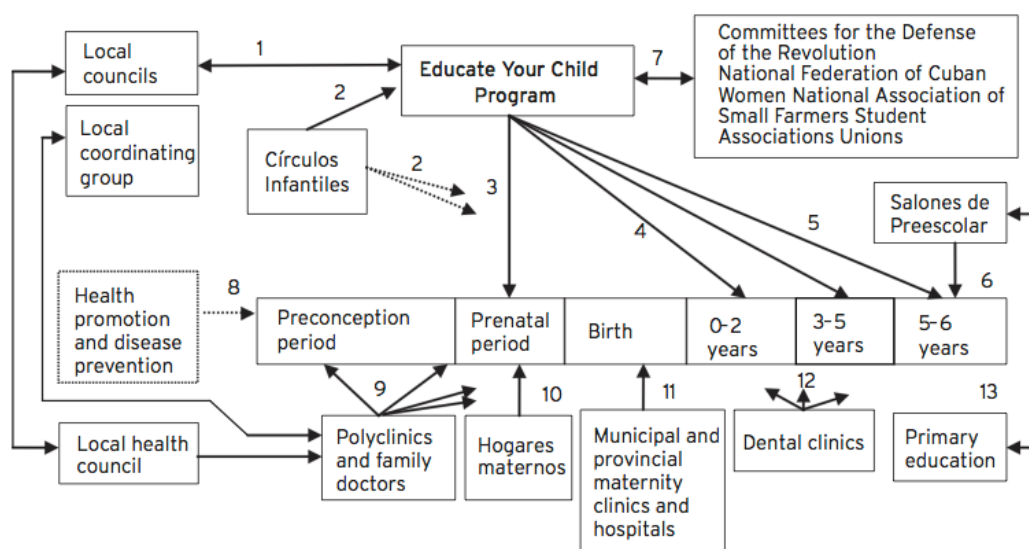 Local
councils
1
Educate Your Child
Program
7
Committees for the Defense
of the Revolution
National Federation of Cuban
Women National Association of
Small Farmers Student
Associations Unions
Local
coordinating
group
2
Círculos
Infantiles
2
3
4
5
Salones de
Preescolar
6
Health
promotion
and disease
prevention
8
Preconception
period
Prenatal
period
Birth
0-2
years
3-5
years
5-6
years
9
10
11
12
13
Local health
council
Polyclinics
and family
doctors
Hogares
maternos
Municipal and
provincial
maternity
clinics and
hospitals
Dental clinics
Primary
education